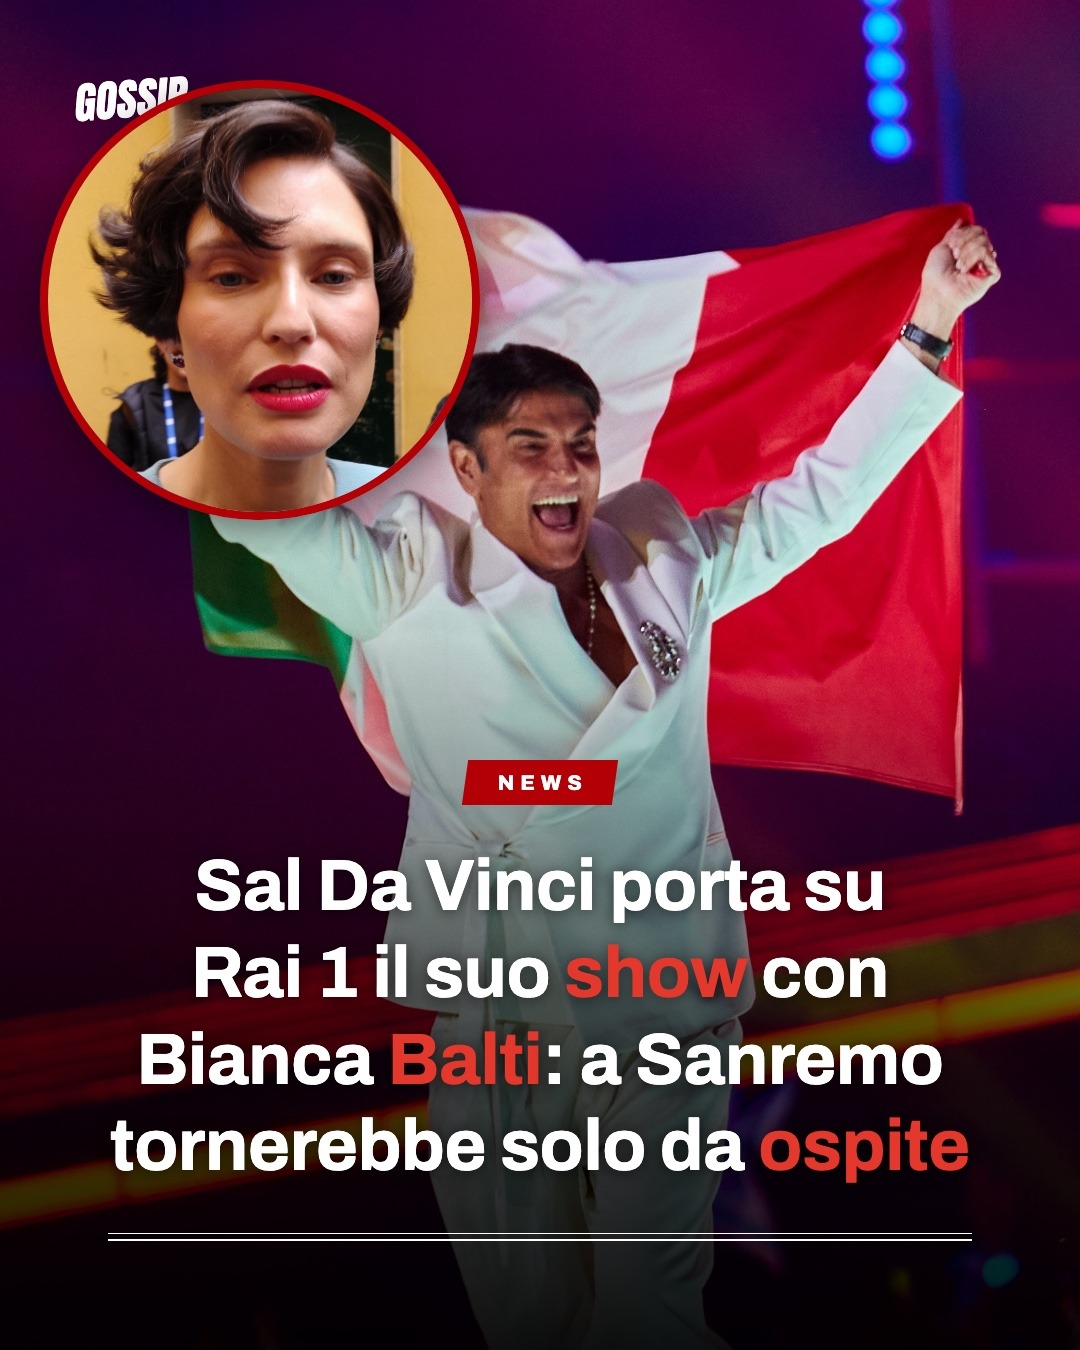 GOSSIP
NEWS
Sal Da Vinci porta su
Rai 1 il suo show con
Bianca Balti: a Sanremo
tornerebbe solo da ospite